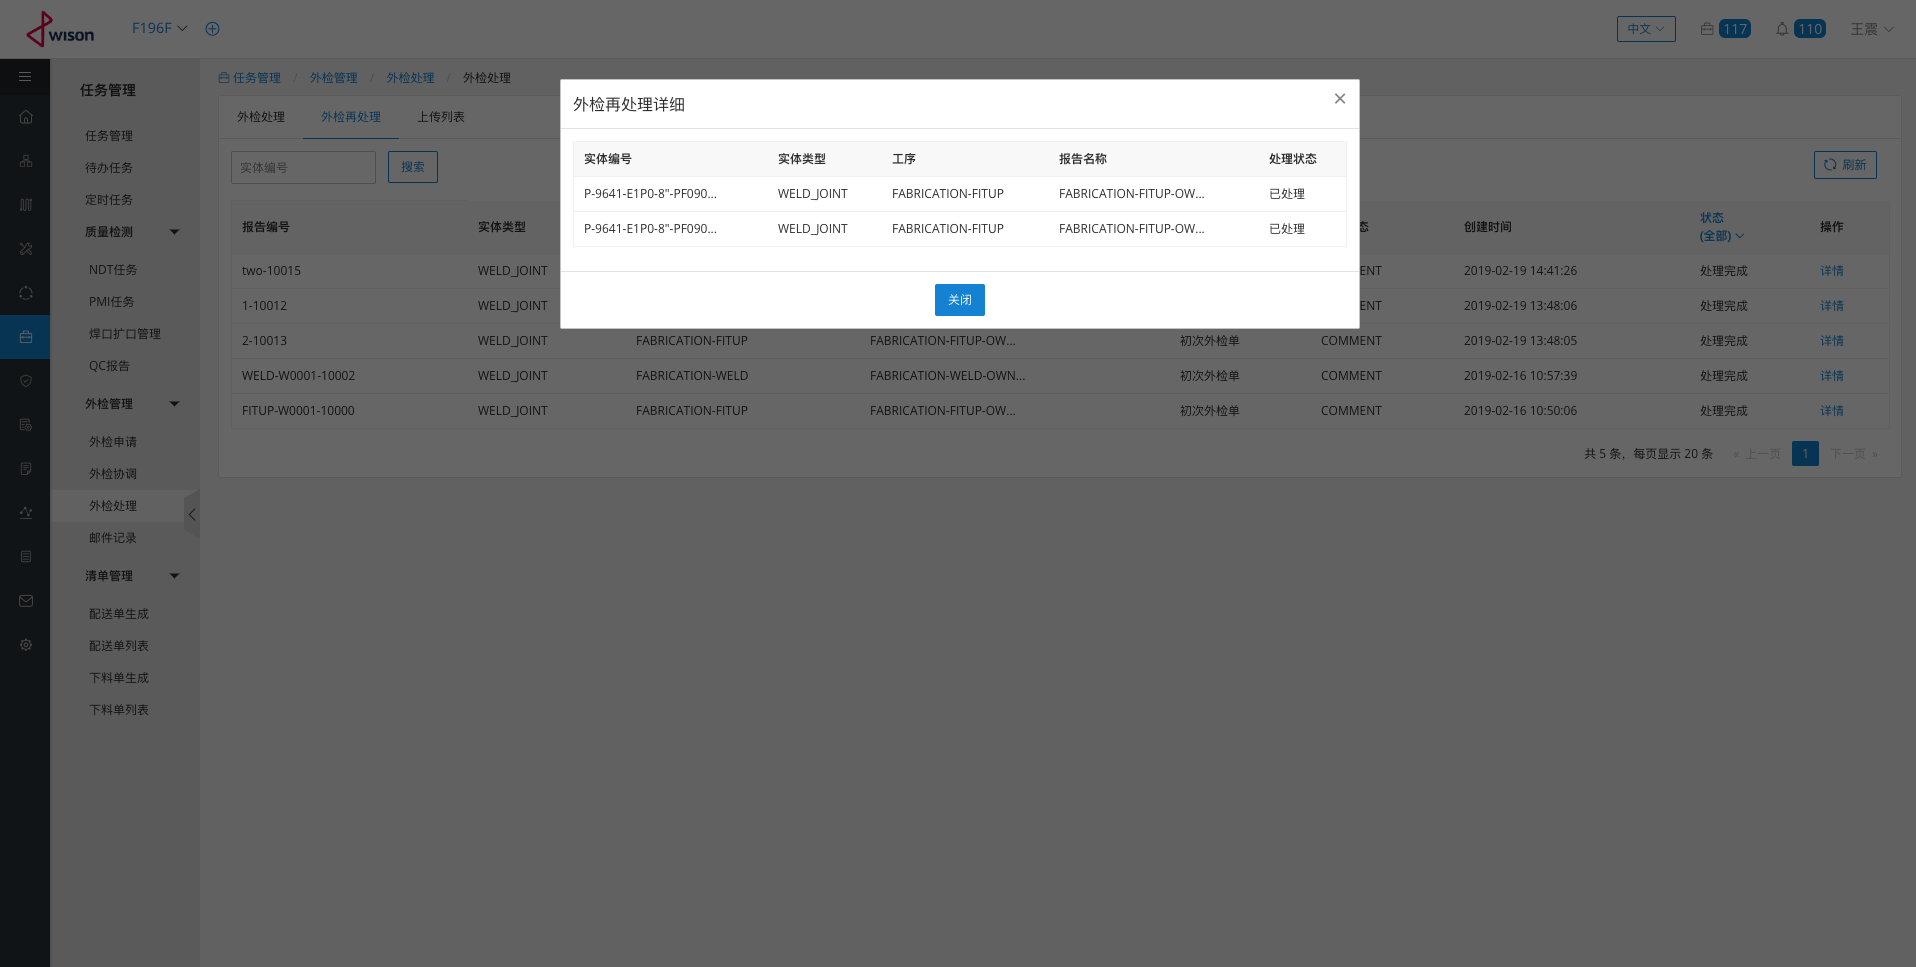 wison
F196F
中文
117
110
王震
任务管理
任务管理
待办任务
定时任务
质量检测
NDT任务
PMI任务
焊口扩口管理
QC报告
外检管理
外检申请
外检协调
外检处理
邮件记录
清单管理
配送单生成
配送单列表
下料单生成
下料单列表
任务管理 / 外检管理 / 外检处理 / 外检处理
外检处理 外检再处理 上传列表
实体编号 搜索 刷新
外检再处理详细
实体编号 实体类型 工序 报告名称 处理状态
P-9641-E1P0-8"-PF090... WELD_JOINT FABRICATION-FITUP FABRICATION-FITUP-OW... 已处理
P-9641-E1P0-8"-PF090... WELD_JOINT FABRICATION-FITUP FABRICATION-FITUP-OW... 已处理
关闭
报告编号 实体类型 态 创建时间 状态 操作
(全部)
two-10015 WELD_JOINT ENT 2019-02-19 14:41:26 处理完成 详情
1-10012 WELD_JOINT ENT 2019-02-19 13:48:06 处理完成 详情
2-10013 WELD_JOINT FABRICATION-FITUP FABRICATION-FITUP-OW... 初次外检单 COMMENT 2019-02-19 13:48:05 处理完成 详情
WELD-W0001-10002 WELD_JOINT FABRICATION-WELD FABRICATION-WELD-OWN... 初次外检单 COMMENT 2019-02-16 10:57:39 处理完成 详情
FITUP-W0001-10000 WELD_JOINT FABRICATION-FITUP FABRICATION-FITUP-OW... 初次外检单 COMMENT 2019-02-16 10:50:06 处理完成 详情
共 5 条，每页显示 20 条 « 上一页 1 下一页 »